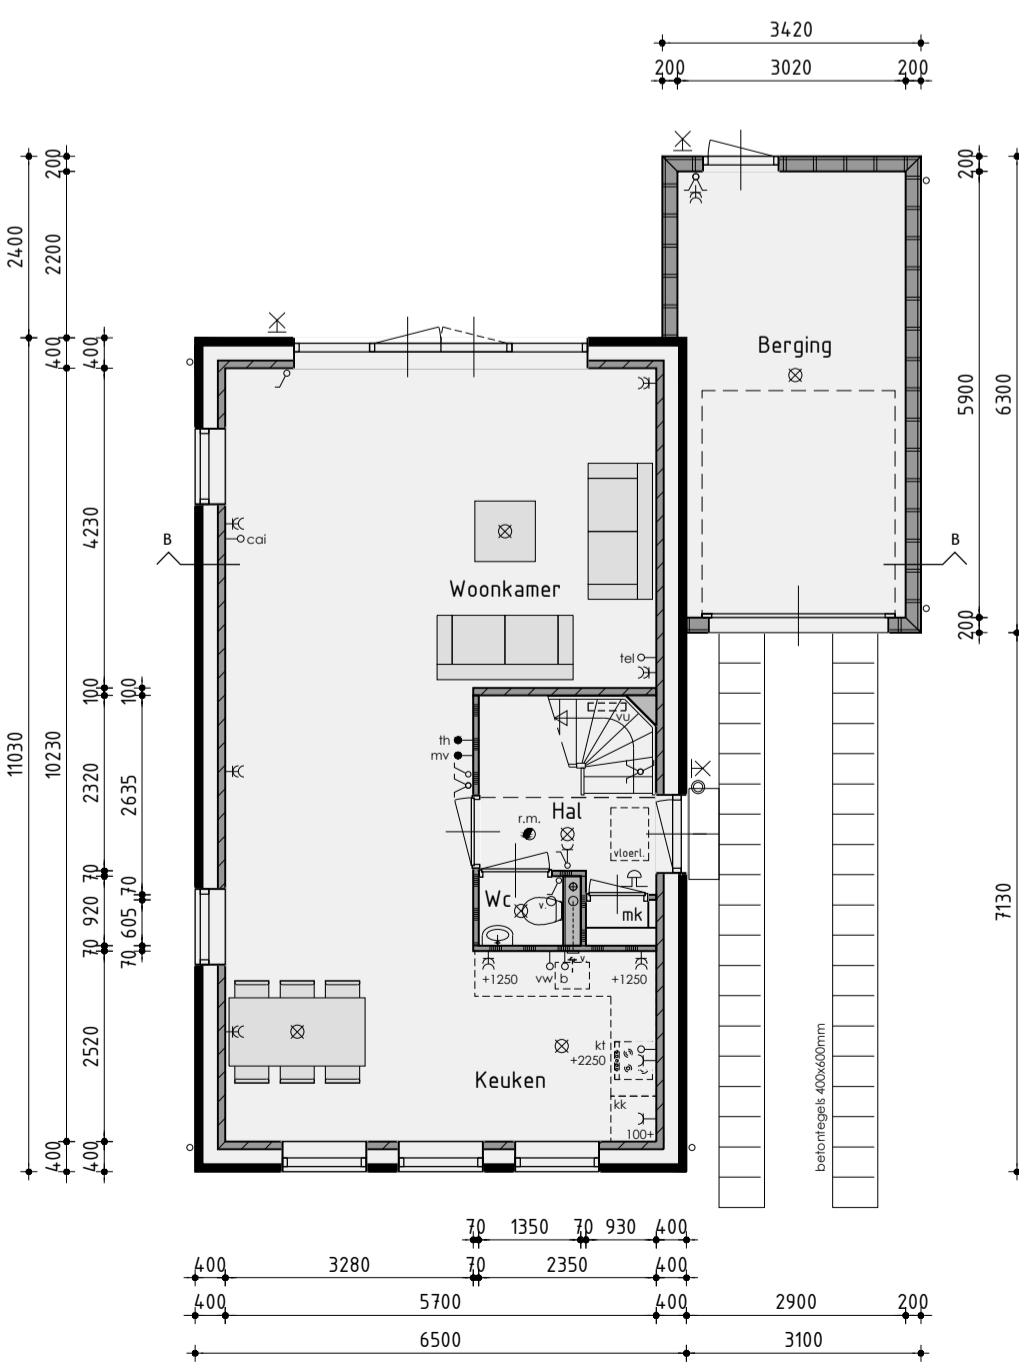 3420
200 3020 200
200
2400
2200
400
400
200
Berging
5900
6300
4230
cai
B
B
Woonkamer
tel
200
100
100
11030
10230
2320
2635
th
mv
vu
r.m.
Hal
vloerl.
70
70
920
605
Wc
v.
mk
70
70
7130
v
+1250
vw
b
+1250
2520
kt
+2250
Keuken
kk
100+
betontegels 400x600mm
400
400
70 1350 70 930 400
400 3280 70 2350 400
400 5700 400 2900 200
6500 3100